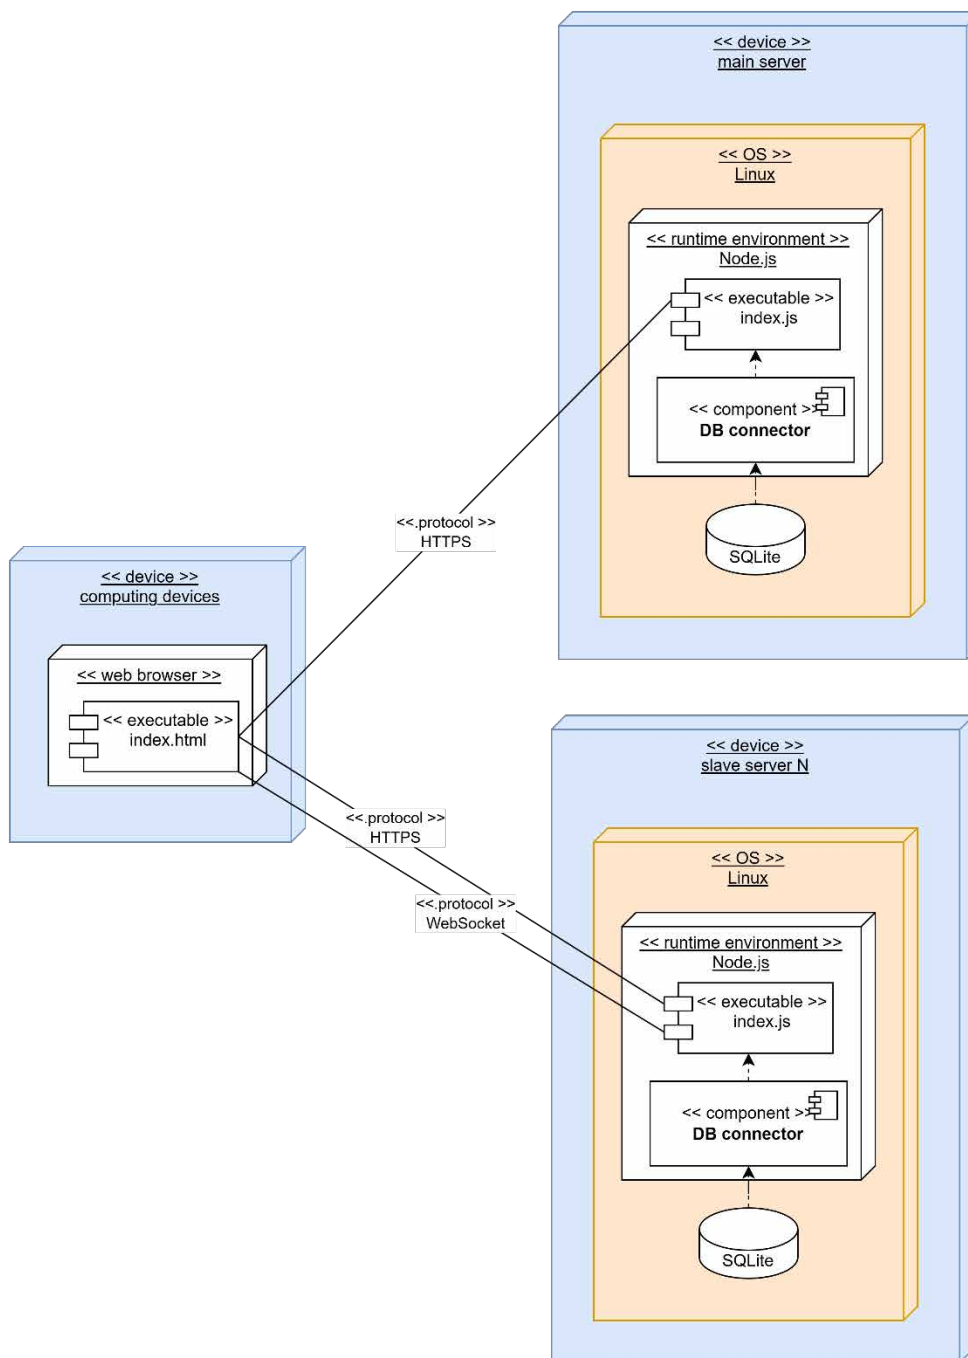 << device >>
main server
<< OS >>
Linux
<< runtime environment >>
Node.js
<< executable >>
index.js
<< component >>
DB connector
SQLite
<<.protocol >>
HTTPS
<< device >>
computing devices
<< web browser >>
<< executable >>
index.html
<<.protocol >>
HTTPS
<<.protocol >>
WebSocket
<< device >>
slave server N
<< OS >>
Linux
<< runtime environment >>
Node.js
<< executable >>
index.js
<< component >>
DB connector
SQLite